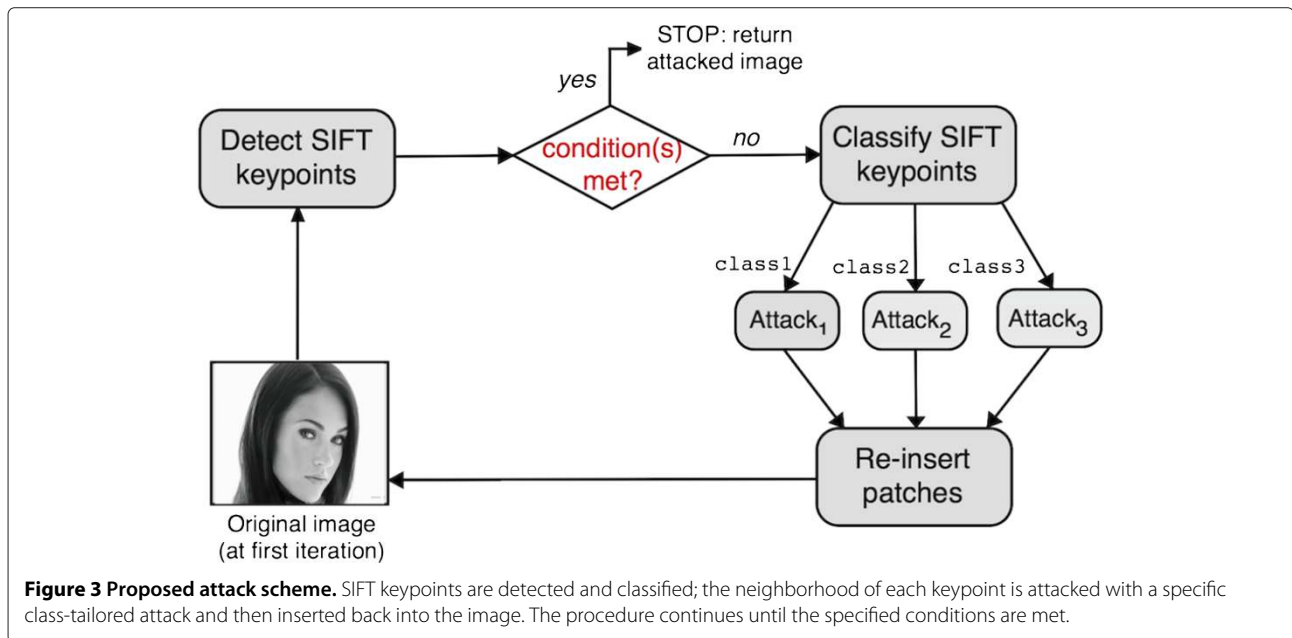 STOP: return
attacked image
yes
Detect SIFT
keypoints
condition(s)
met?
no
Classify SIFT
keypoints
class1
class2
class3
Attack1
Attack2
Attack3
Re-insert
patches
Original image
(at first iteration)
Figure 3 Proposed attack scheme. SIFT keypoints are detected and classified; the neighborhood of each keypoint is attacked with a specific
class-tailored attack and then inserted back into the image. The procedure continues until the specified conditions are met.